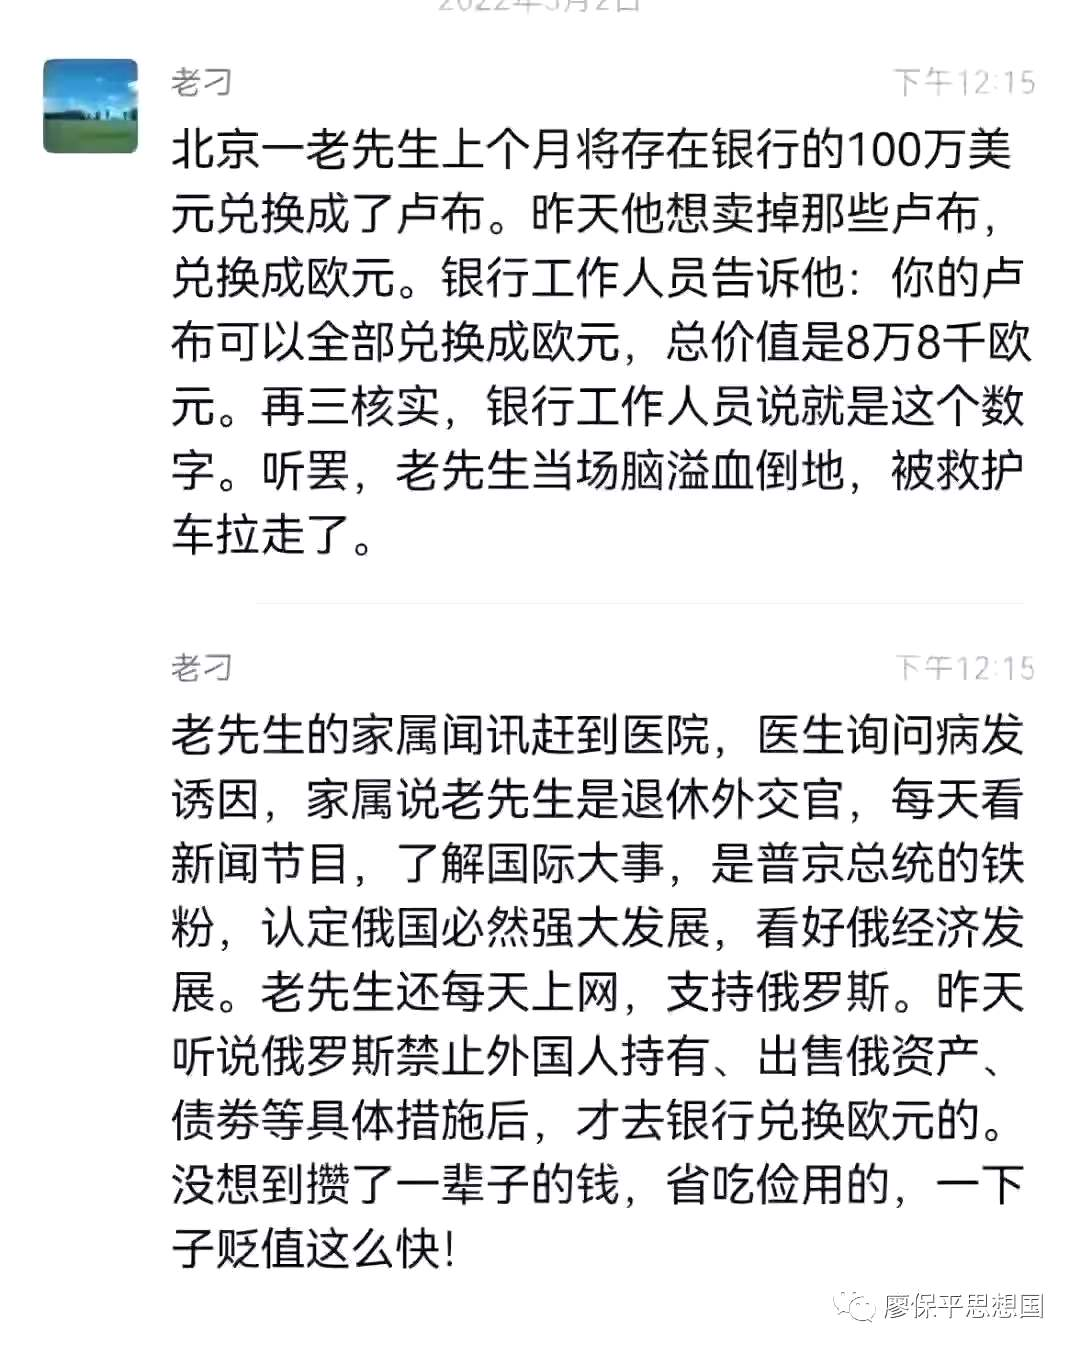 2022年3月2日
老刁
下午12:15
北京一老先生上个月将存在银行的100万美
元兑换成了卢布。昨天他想卖掉那些卢布，
兑换成欧元。银行工作人员告诉他：你的卢
布可以全部兑换成欧元，总价值是8万8千欧
元。再三核实，银行工作人员说就是这个数
字。听罢，老先生当场脑溢血倒地，被救护
车拉走了。
老刁
下午12:15
老先生的家属闻讯赶到医院，医生询问病发
诱因，家属说老先生是退休外交官，每天看
新闻节目，了解国际大事，是普京总统的铁
粉，认定俄国必然强大发展，看好俄经济发
展。老先生还每天上网，支持俄罗斯。昨天
听说俄罗斯禁止外国人持有、出售俄资产、
债券等具体措施后，才去银行兑换欧元的。
没想到攒了一辈子的钱，省吃俭用的，一下
子贬值这么快！
廖保平思想国